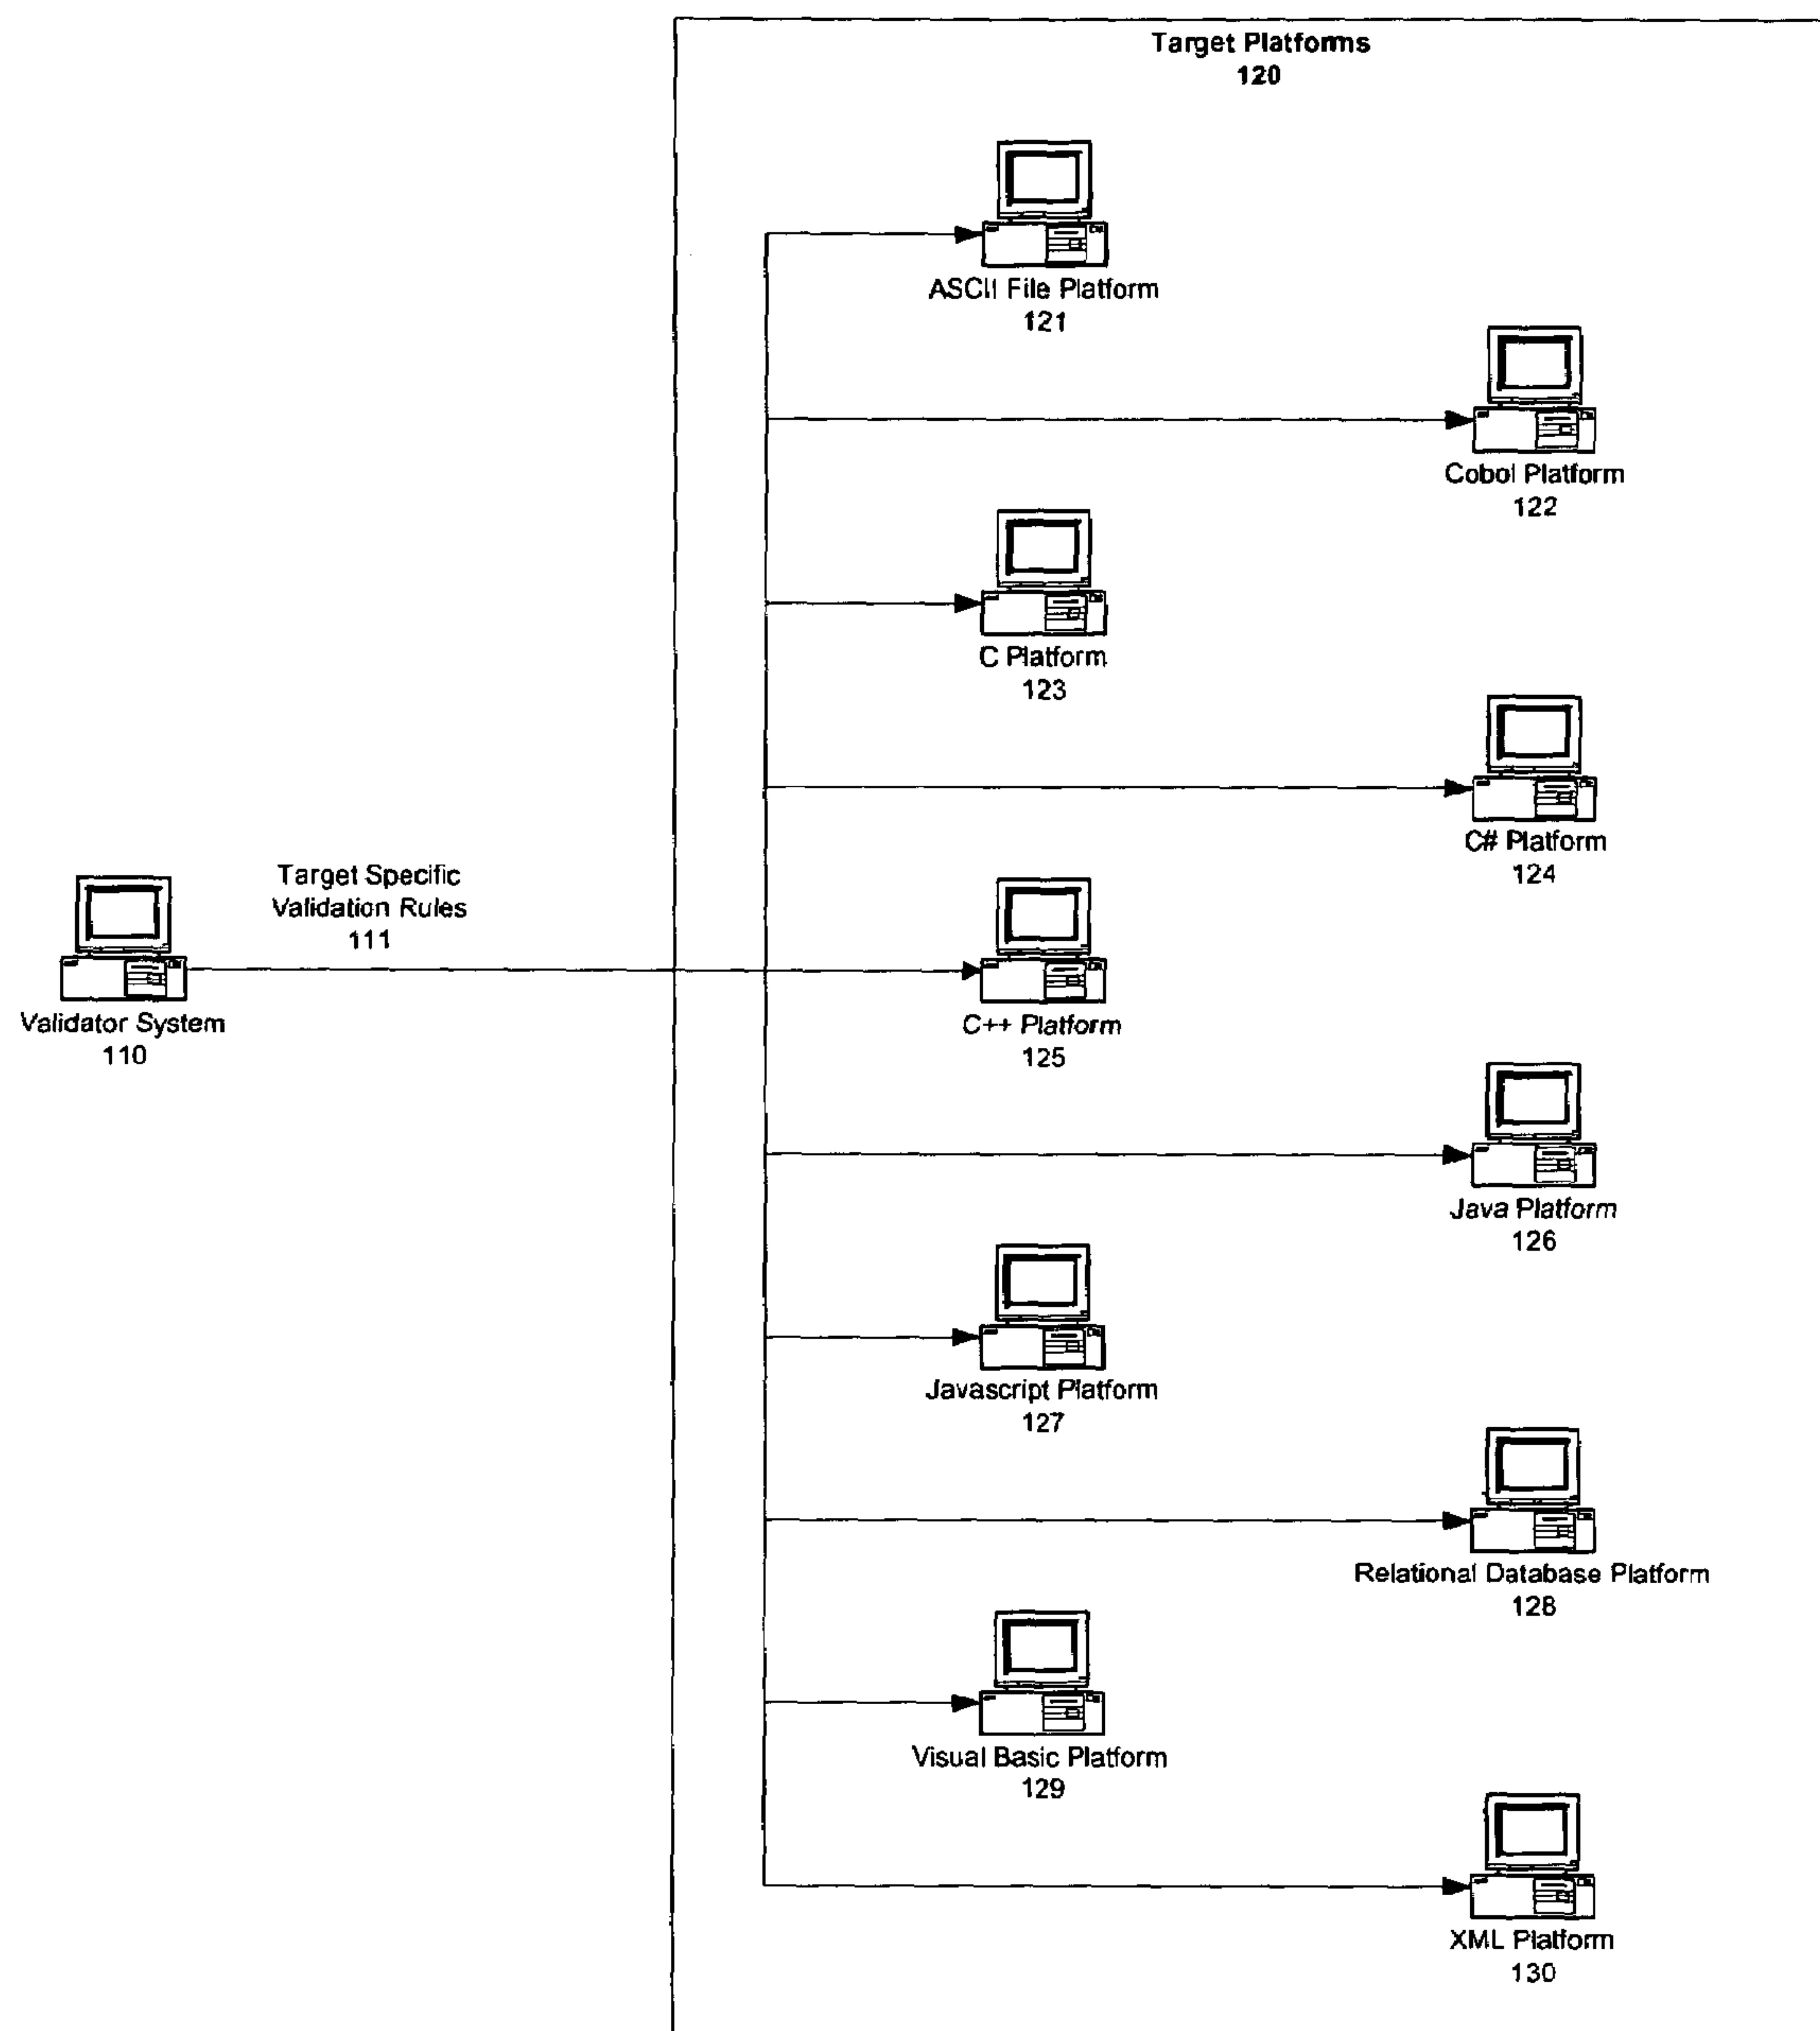 Target Platforms
120
ASCII File Platform
121
Cobol Platform
122
C Platform
123
C# Platform
124
Target Specific
Validation Rules
111
Validator System
110
C++ Platform
125
Java Platform
126
Javascript Platform
127
Relational Database Platform
128
Visual Basic Platform
129
XML Platform
130